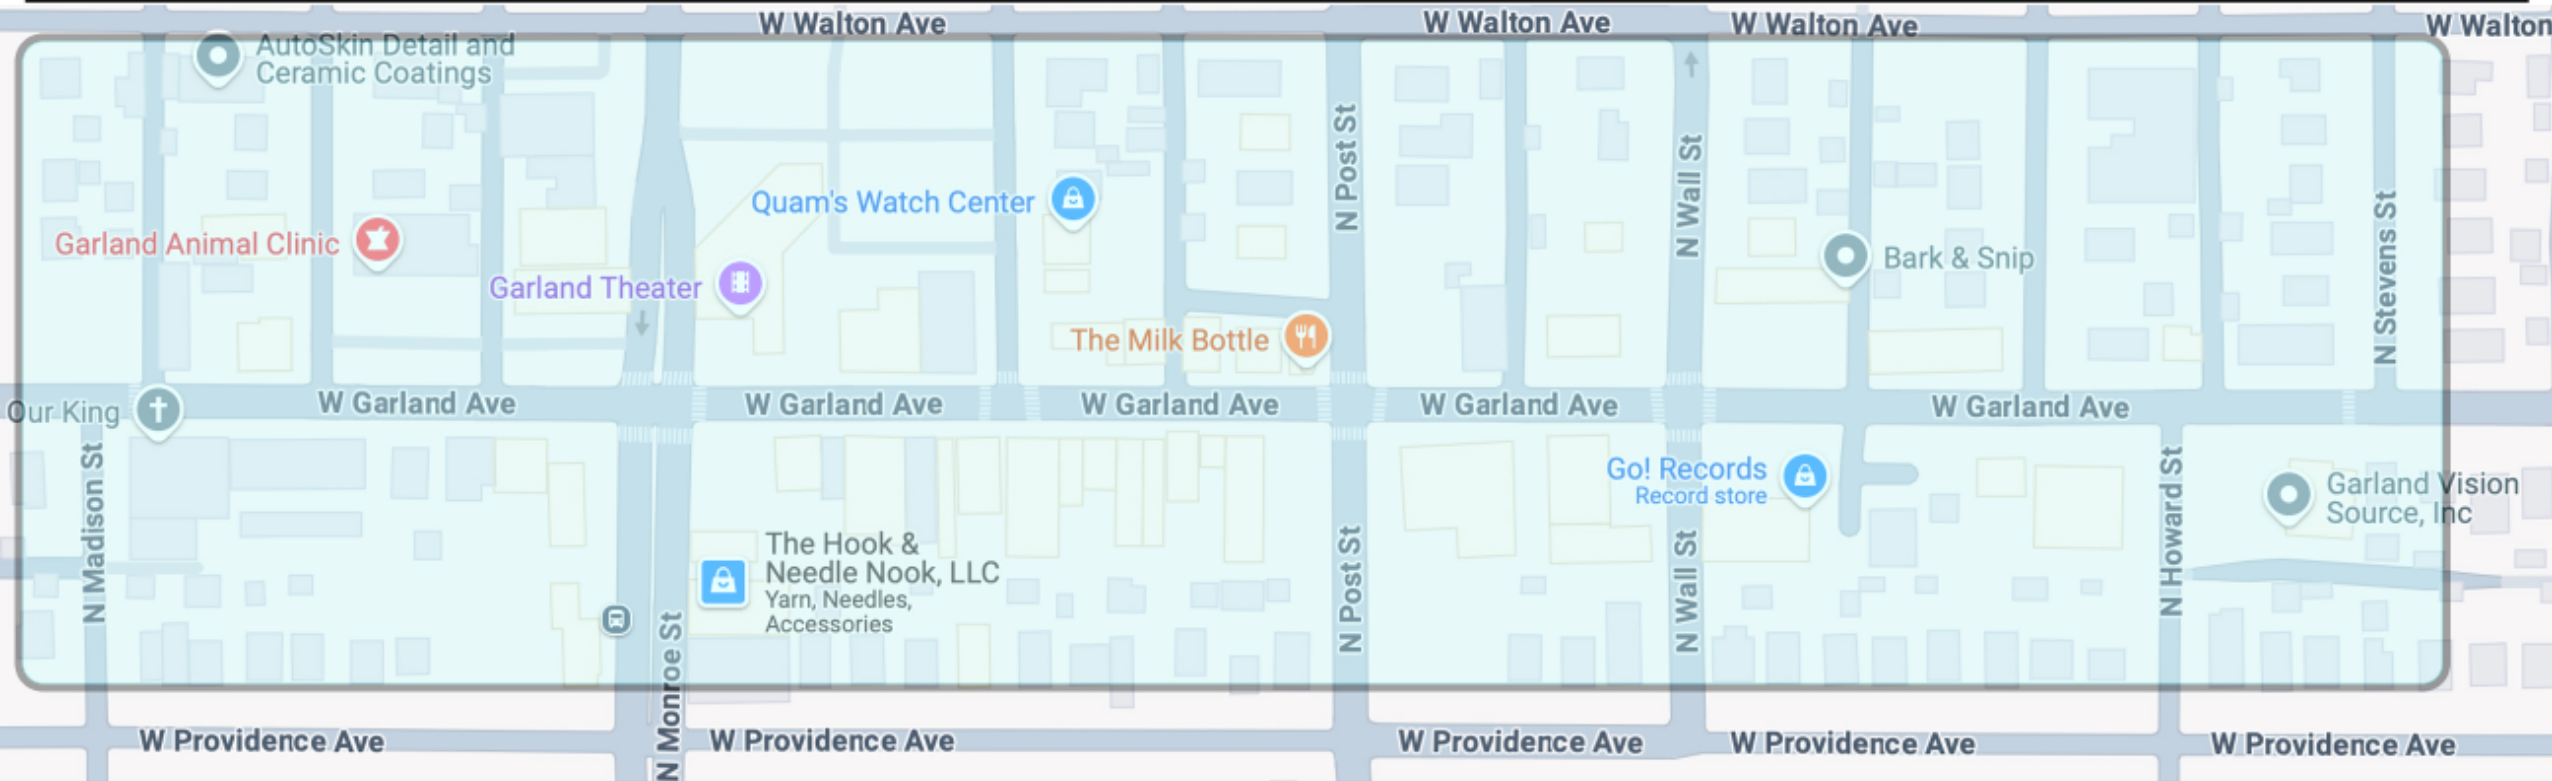 W Walton Ave
W Walton Ave
W Walton Ave
W Walton
AutoSkin Detail and
Ceramic Coatings
N Post St
N Wall St
Quam's Watch Center
Garland Animal Clinic
Bark & Snip
N Stevens St
Garland Theater
The Milk Bottle
Our King
W Garland Ave
W Garland Ave
W Garland Ave
W Garland Ave
W Garland Ave
N Madison St
Go! Records
Record store
N Howard St
Garland Vision
Source, Inc
The Hook &
Needle Nook, LLC
Yarn, Needles,
Accessories
N Post St
N Wall St
N Monroe St
W Providence Ave
W Providence Ave
W Providence Ave
W Providence Ave
W Providence Ave